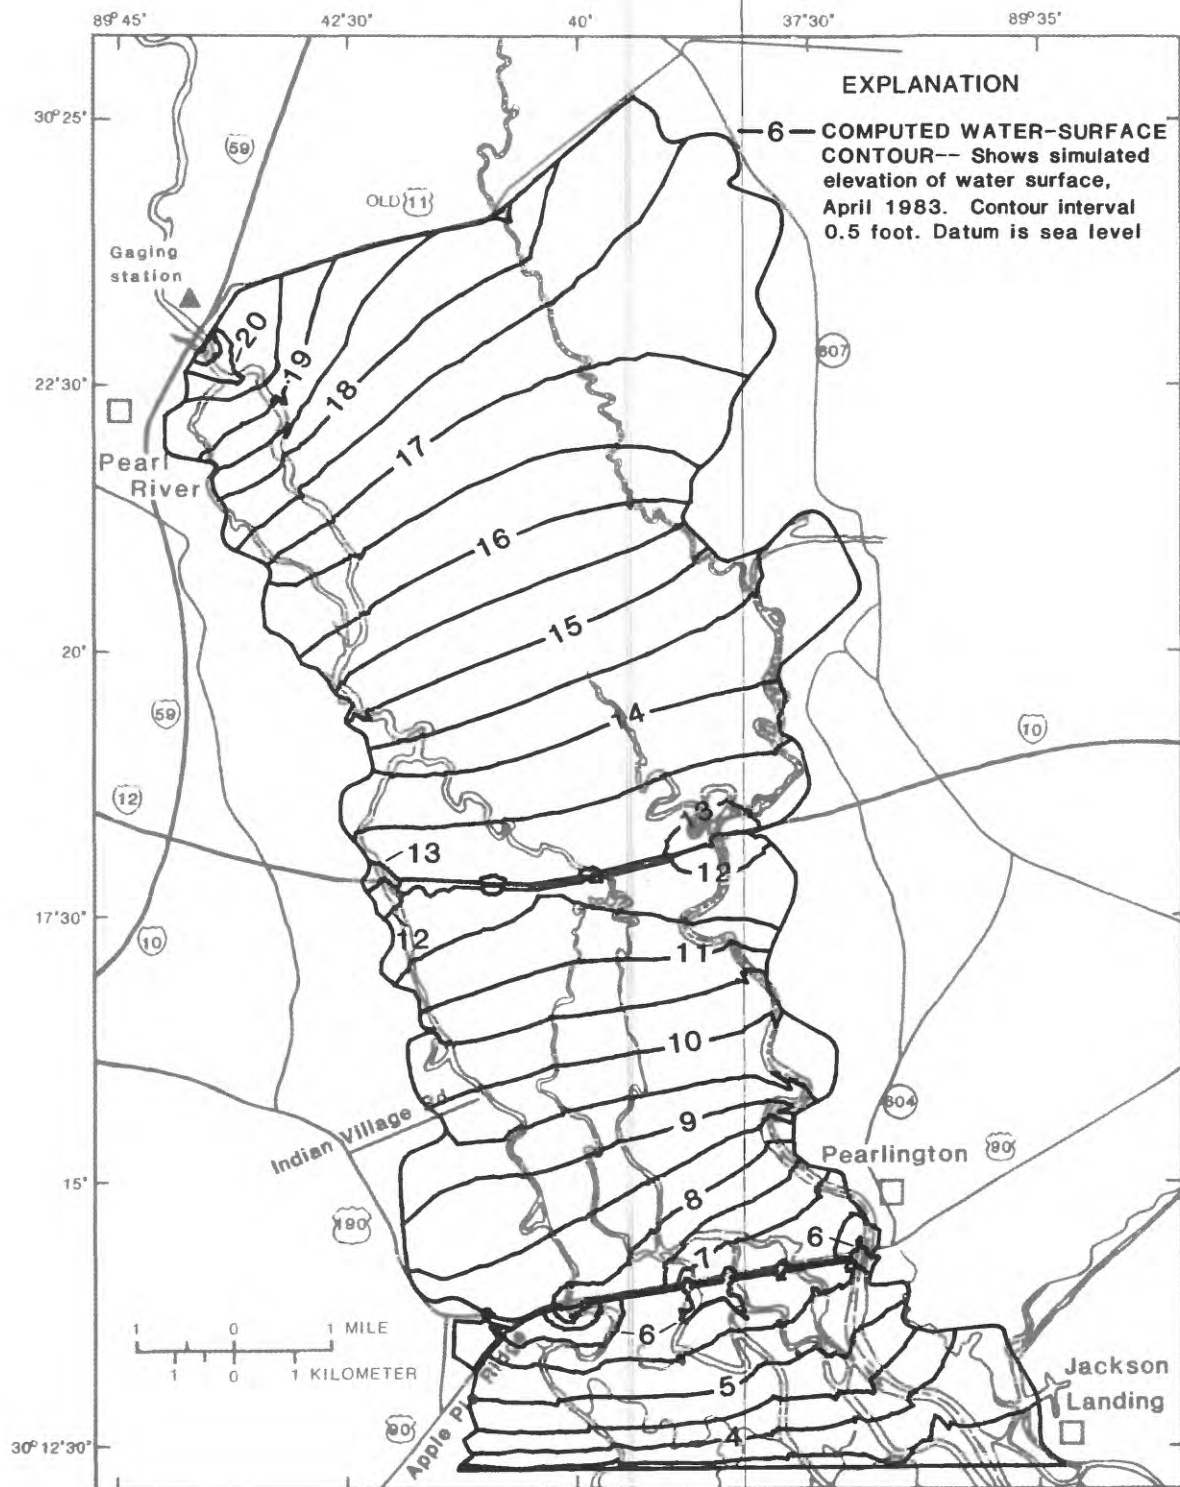 89°45' 42'30" 40' 37'30" 89°35'
EXPLANATION
30°25'
—6— COMPUTED WATER-SURFACE
CONTOUR-- Shows simulated
elevation of water surface,
April 1983. Contour interval
0.5 foot. Datum is sea level
59
OLD 11
Gaging
station
20
19
18
607
22'30"
17
Pearl
River
16
15
20'
14
59
10
12
13
13
12
17'30"
12
10
11
10
Indian Village Rd
9
604
90
Pearlington
15'
8
190
6
7
1 0 1 MILE
6
1 0 1 KILOMETER
5
Jackson
Landing
Apple Pie Ridge
90
4
30°12'30"